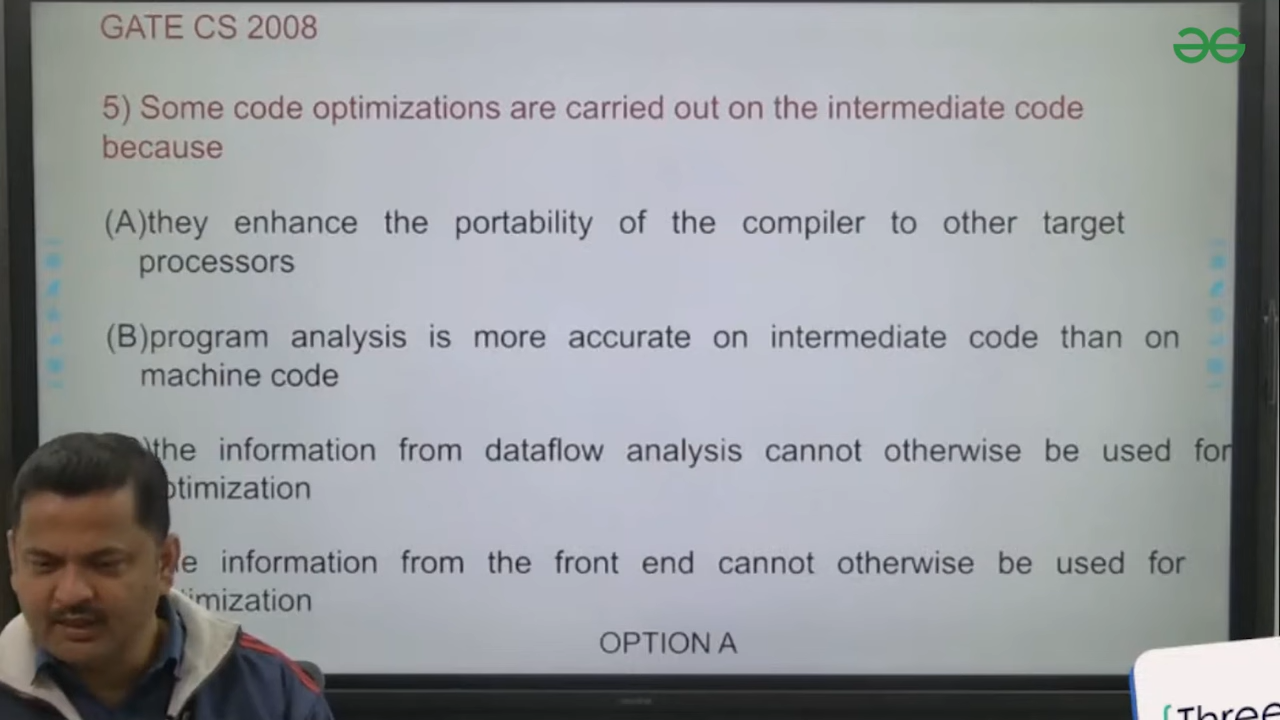 GATE CS 2008
5) Some code optimizations are carried out on the intermediate code
because
(A)they enhance the portability of the compiler to other target
processors
(B)program analysis is more accurate on intermediate code than on
machine code
)the information from dataflow analysis cannot otherwise be used for
ptimization
e information from the front end cannot otherwise be used for
imization
OPTION A
{Three